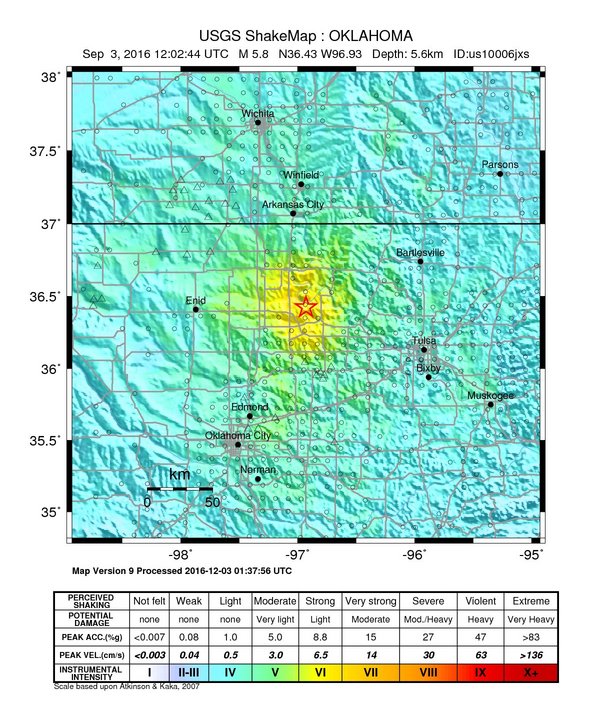 USGS ShakeMap : OKLAHOMA
Sep 3, 2016 12:02:44 UTC M 5.8 N36.43 W96.93 Depth: 5.6km ID:us10006jxs
38˚
Wichita
37.5˚
Parsons
Winfield
Arkansas City
37˚
Bartlesville
36.5˚
Enid
Tulsa
36˚
Bixby
Muskogee
Edmond
35.5˚
Oklahoma City
Norman
km
0 50
35˚
-98˚ -97˚ -96˚ -95˚
Map Version 9 Processed 2016-12-03 01:37:56 UTC
PERCEIVED SHAKING Not felt Weak Light Moderate Strong Very strong Severe Violent Extreme
POTENTIAL DAMAGE none none none Very light Light Moderate Mod./Heavy Heavy Very Heavy
PEAK ACC.(%g) <0.007 0.08 1.0 5.0 8.8 15 27 47 >83
PEAK VEL.(cm/s) <0.003 0.04 0.5 3.0 6.5 14 30 63 >136
INSTRUMENTAL INTENSITY I II-III IV V VI VII VIII IX X+
Scale based upon Atkinson & Kaka, 2007